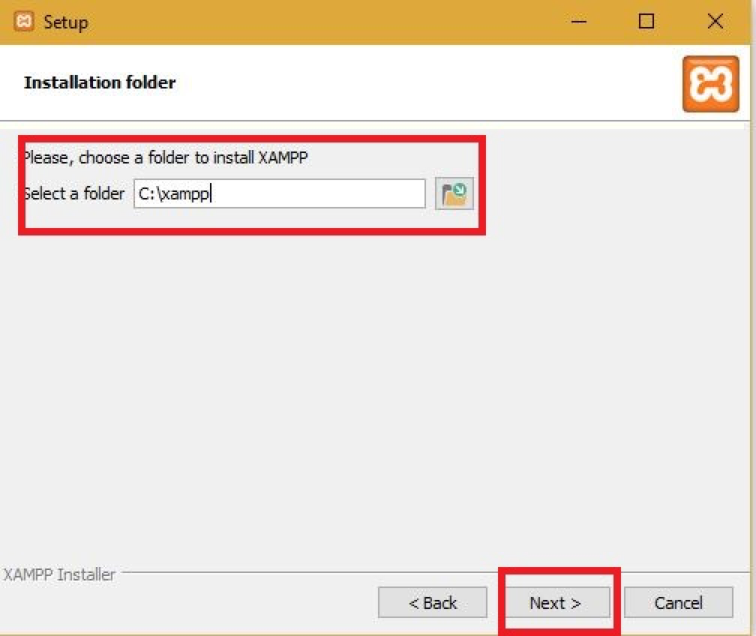 Setup
Installation folder
Please, choose a folder to install XAMPP
Select a folder C:\xampp
XAMPP Installer
< Back Next > Cancel